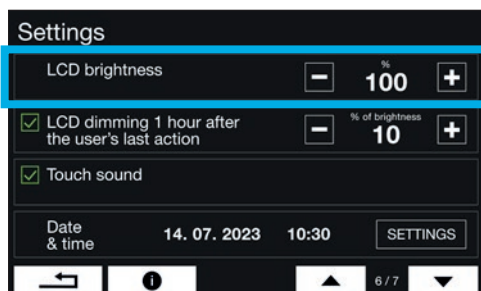 Settings
LCD brightness
%
− 100 +
LCD dimming 1 hour after
the user's last action
% of brightness
− 10 +
Touch sound
Date
& time
14. 07. 2023 10:30 SETTINGS
i 6/7